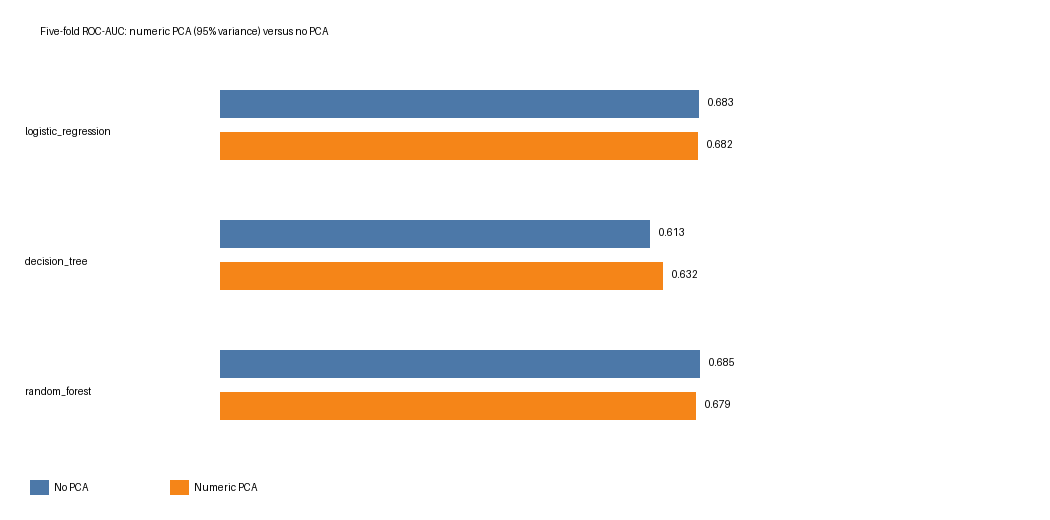 Five-fold ROC-AUC: numeric PCA (95% variance) versus no PCA
0.683
logistic_regression
0.682
0.613
decision_tree
0.632
0.685
random_forest
0.679
No PCA
Numeric PCA